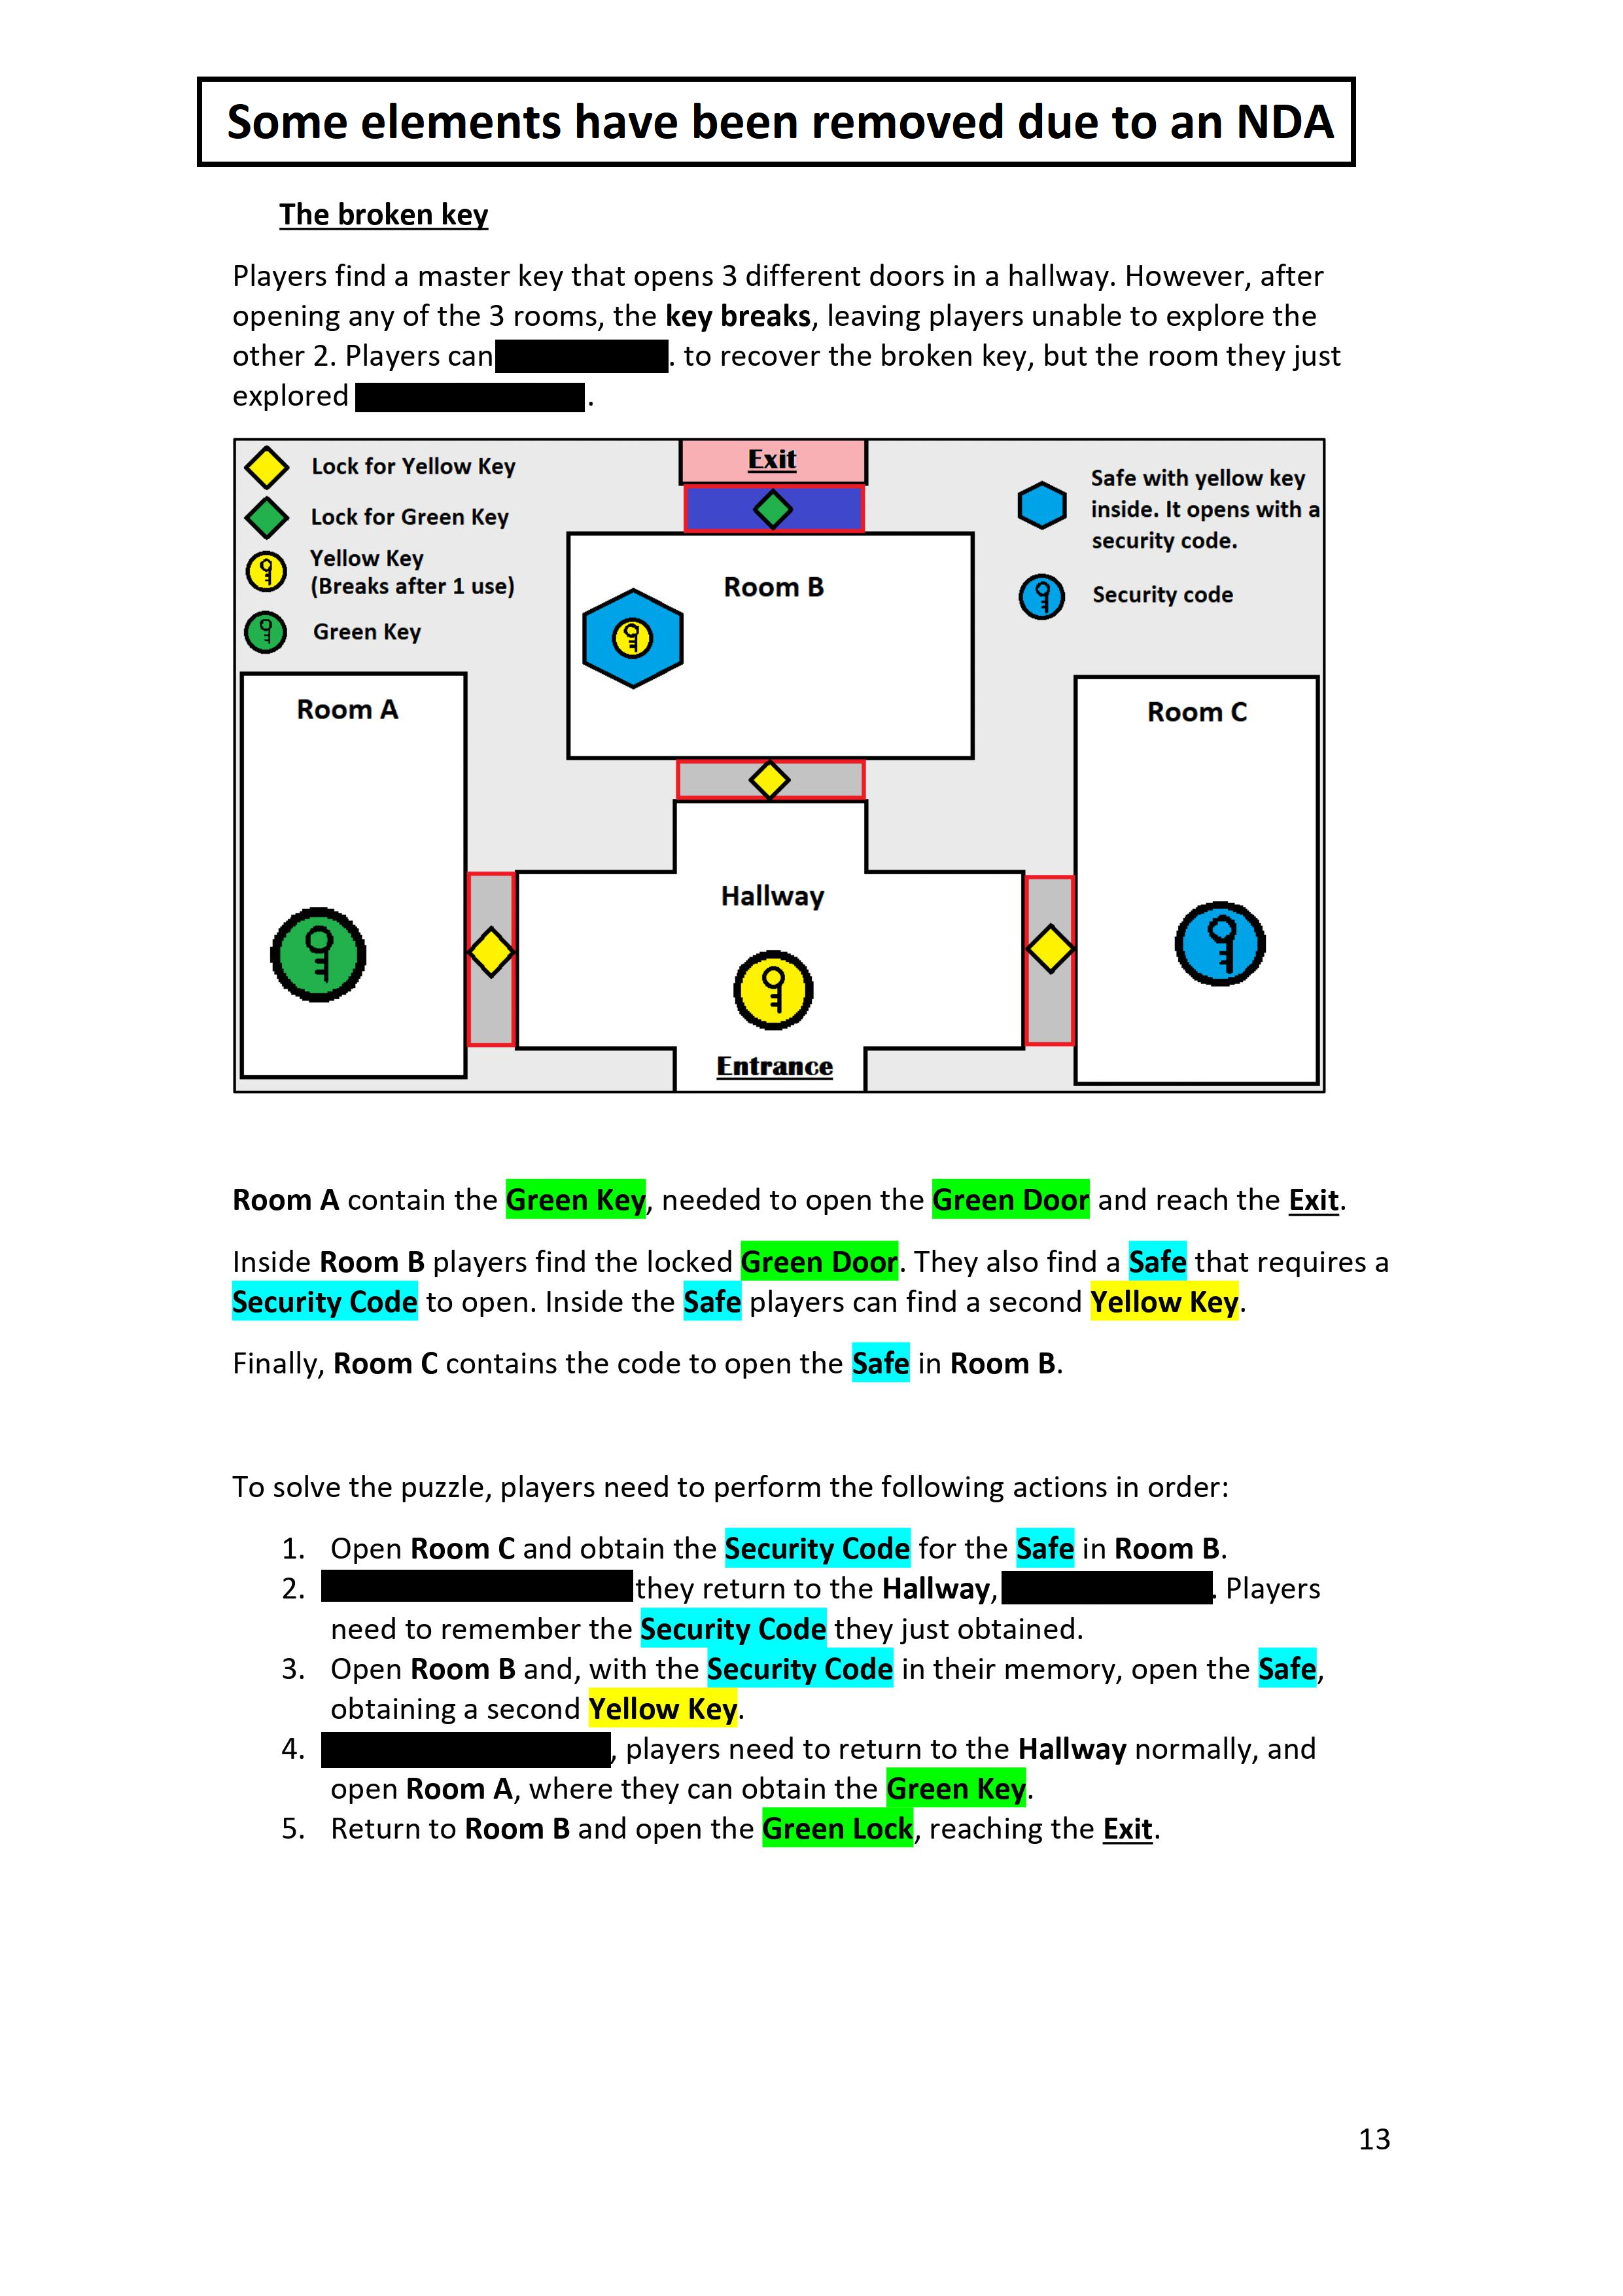 Some elements have been removed due to an NDA
The broken key
Players find a master key that opens 3 different doors in a hallway. However, after
opening any of the 3 rooms, the key breaks, leaving players unable to explore the
other 2. Players can . to recover the broken key, but the room they just
explored .
Lock for Yellow Key
Lock for Green Key
Yellow Key
(Breaks after 1 use)
Green Key
Exit
Safe with yellow key
inside. It opens with a
security code.
Security code
Room B
Room A
Room C
Hallway
Entrance
Room A contain the Green Key, needed to open the Green Door and reach the Exit.
Inside Room B players find the locked Green Door. They also find a Safe that requires a
Security Code to open. Inside the Safe players can find a second Yellow Key.
Finally, Room C contains the code to open the Safe in Room B.
To solve the puzzle, players need to perform the following actions in order:
1. Open Room C and obtain the Security Code for the Safe in Room B.
2. they return to the Hallway, . Players
need to remember the Security Code they just obtained.
3. Open Room B and, with the Security Code in their memory, open the Safe,
obtaining a second Yellow Key.
4. , players need to return to the Hallway normally, and
open Room A, where they can obtain the Green Key.
5. Return to Room B and open the Green Lock, reaching the Exit.
13